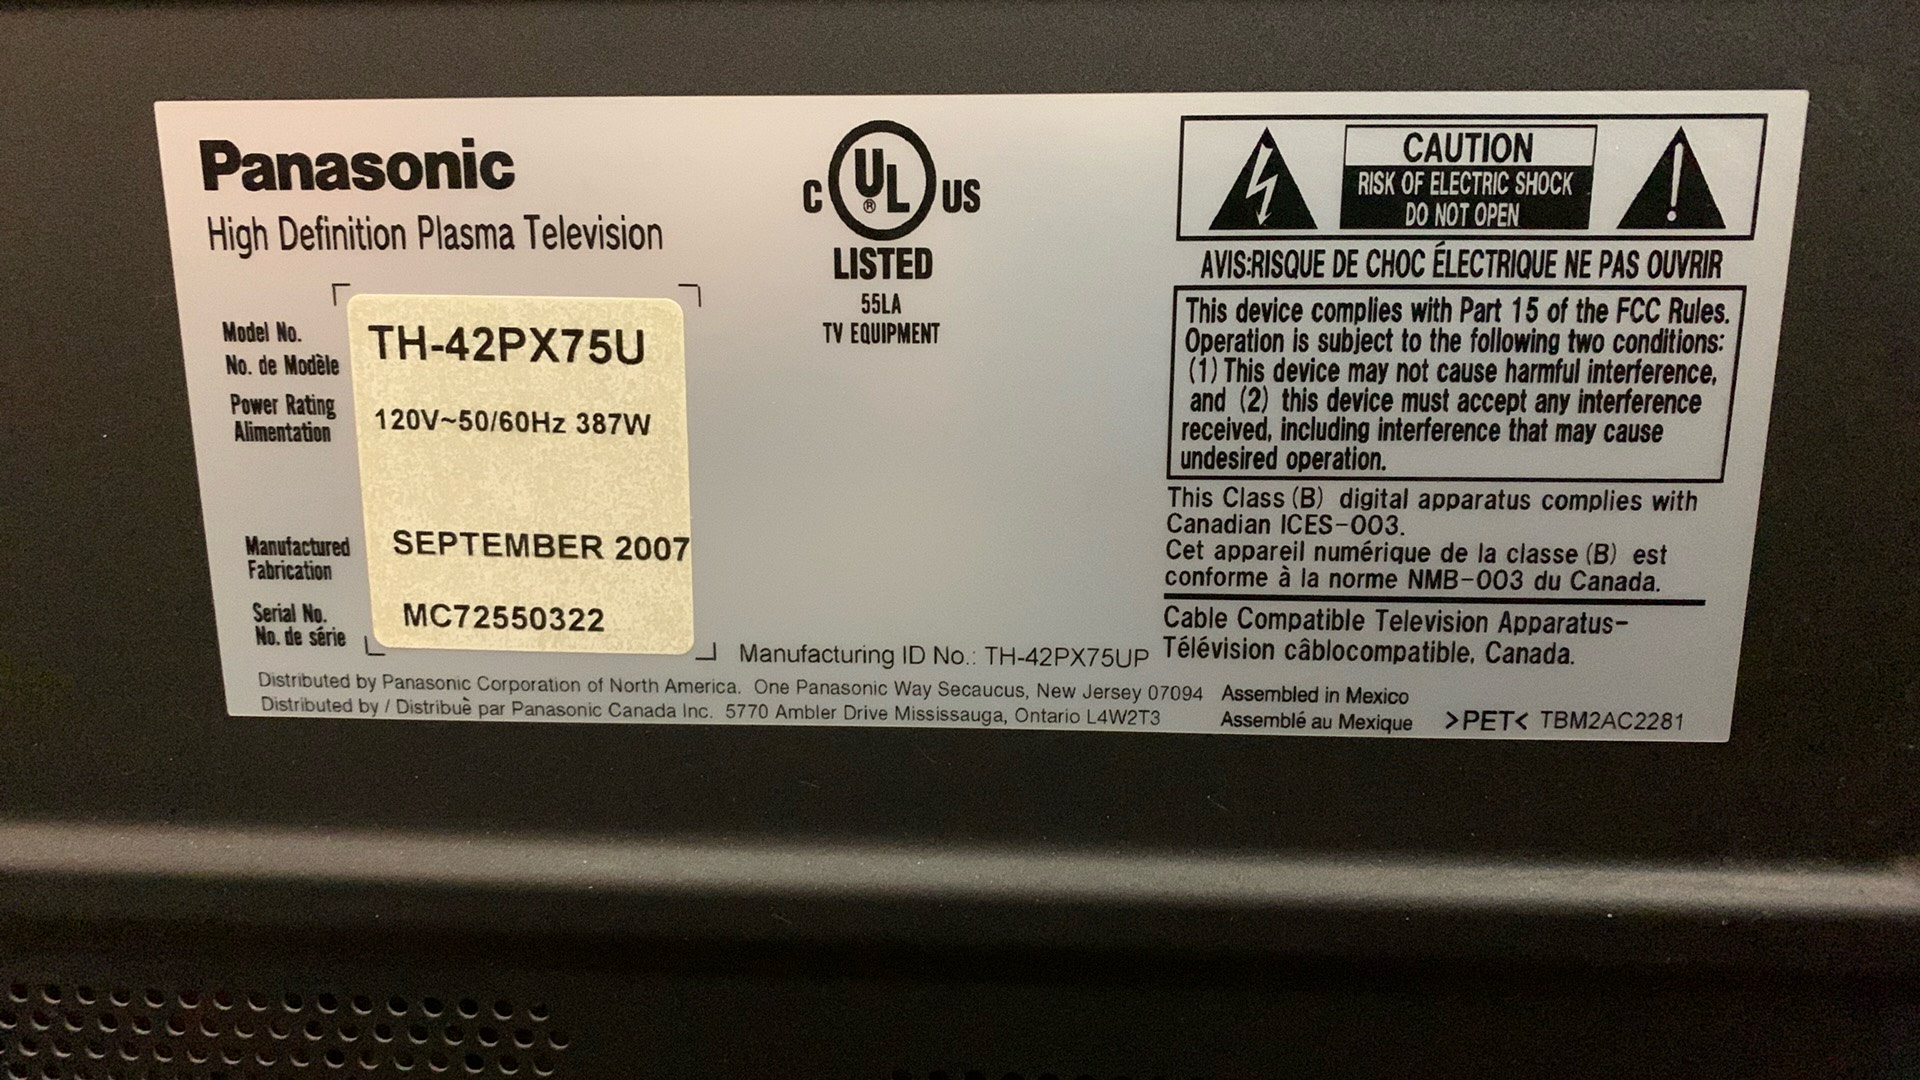 Panasonic
High Definition Plasma Television
Model No.
No. de Modèle
TH-42PX75U
Power Rating
Alimentation
120V~50/60Hz 387W
Manufactured
Fabrication
SEPTEMBER 2007
Serial No.
No. de série
MC72550322
C UL® US
LISTED
55LA
TV EQUIPMENT
CAUTION
RISK OF ELECTRIC SHOCK
DO NOT OPEN
AVIS:RISQUE DE CHOC ÉLECTRIQUE NE PAS OUVRIR
This device complies with Part 15 of the FCC Rules.
Operation is subject to the following two conditions:
(1) This device may not cause harmful interference,
and (2) this device must accept any interference
received, including interference that may cause
undesired operation.
This Class (B) digital apparatus complies with
Canadian ICES-003.
Cet appareil numérique de la classe (B) est
conforme à la norme NMB-003 du Canada.
Cable Compatible Television Apparatus-
Télévision câblocompatible, Canada.
Manufacturing ID No.: TH-42PX75UP
Distributed by Panasonic Corporation of North America. One Panasonic Way Secaucus, New Jersey 07094
Distributed by / Distribuè par Panasonic Canada Inc. 5770 Ambler Drive Mississauga, Ontario L4W2T3
Assembled in Mexico
Assemblé au Mexique >PET< TBM2AC2281